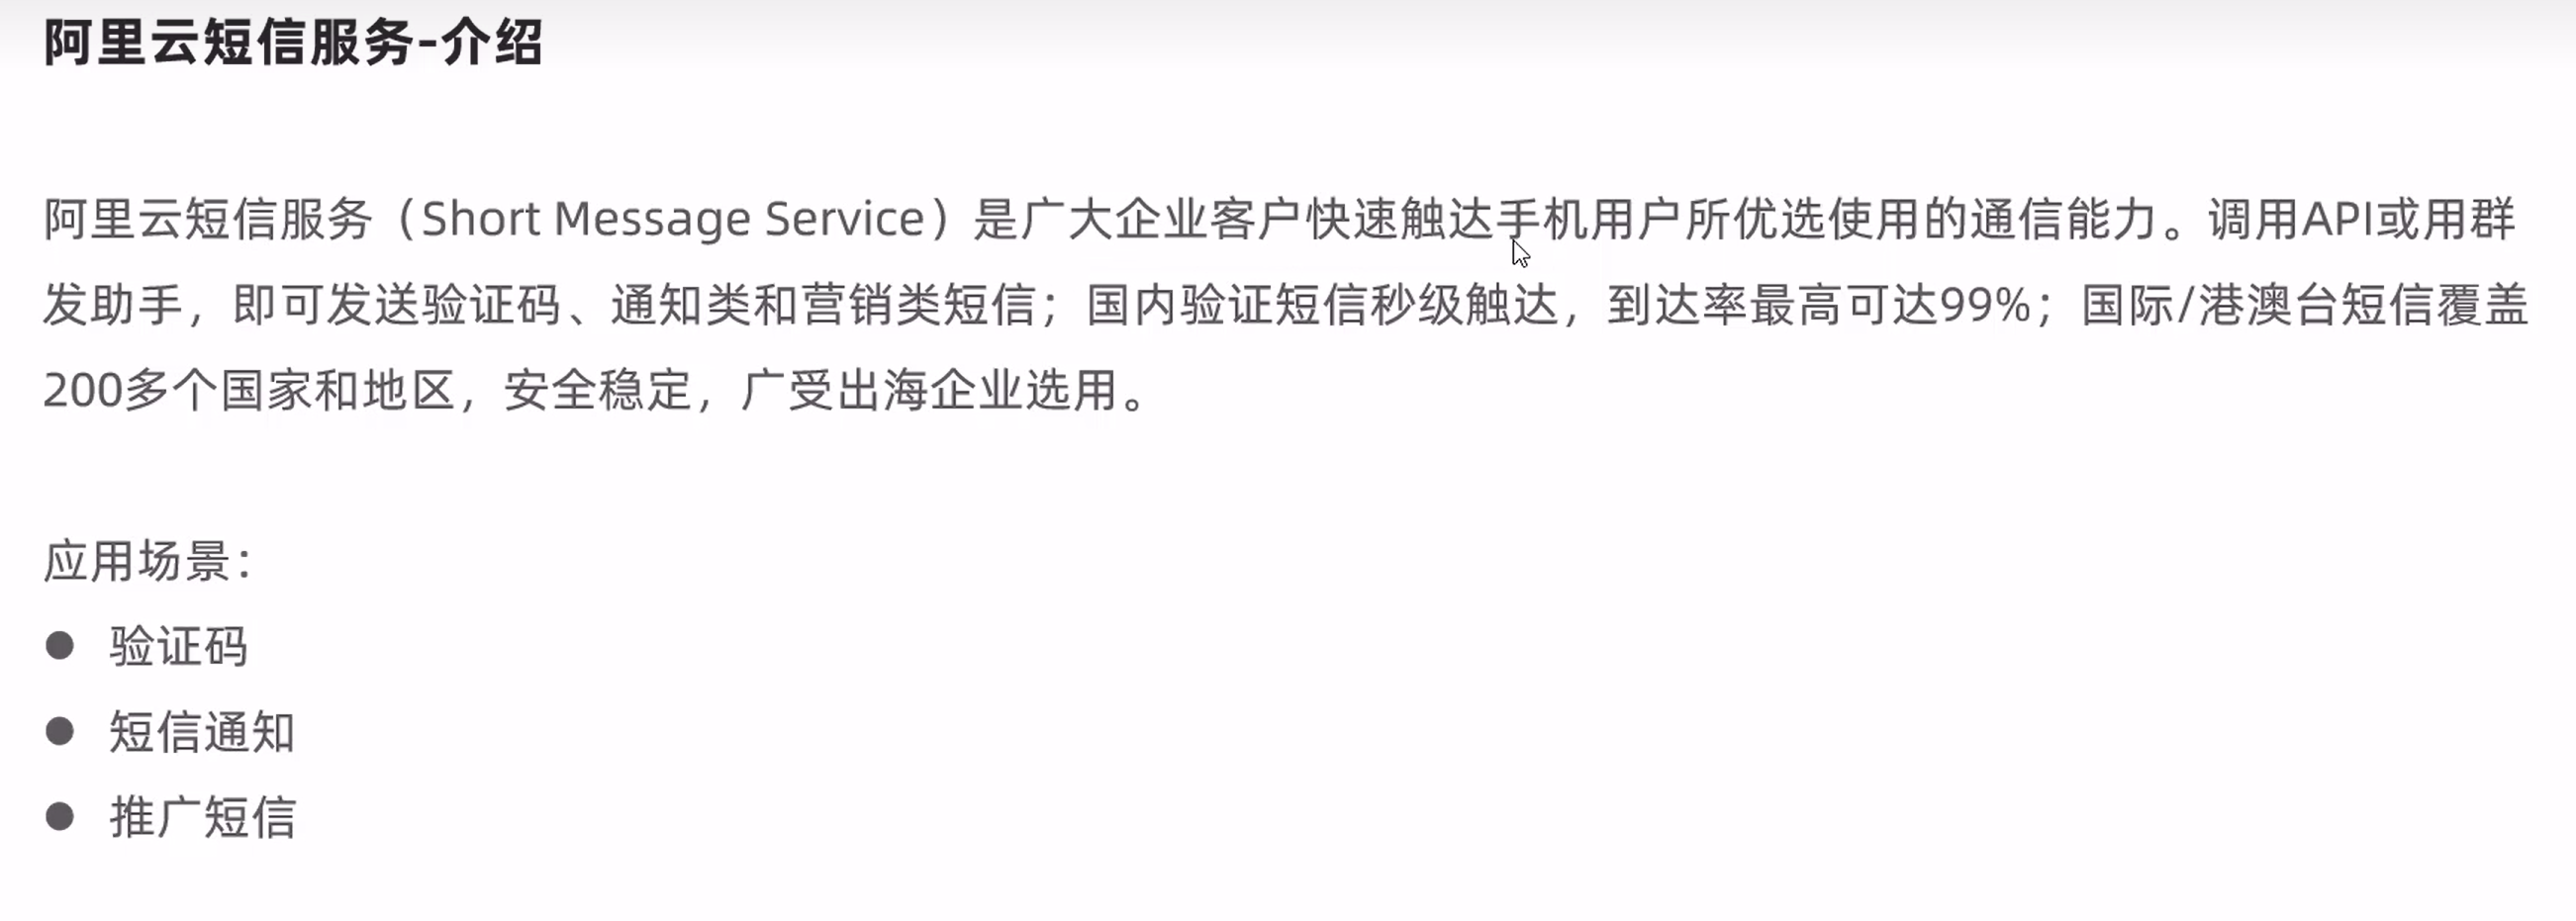 阿里云短信服务-介绍
阿里云短信服务（Short Message Service）是广大企业客户快速触达手机用户所优选使用的通信能力。调用API或用群
发助手，即可发送验证码、通知类和营销类短信；国内验证短信秒级触达，到达率最高可达99%；国际/港澳台短信覆盖
200多个国家和地区，安全稳定，广受出海企业选用。
应用场景：
● 验证码
● 短信通知
● 推广短信